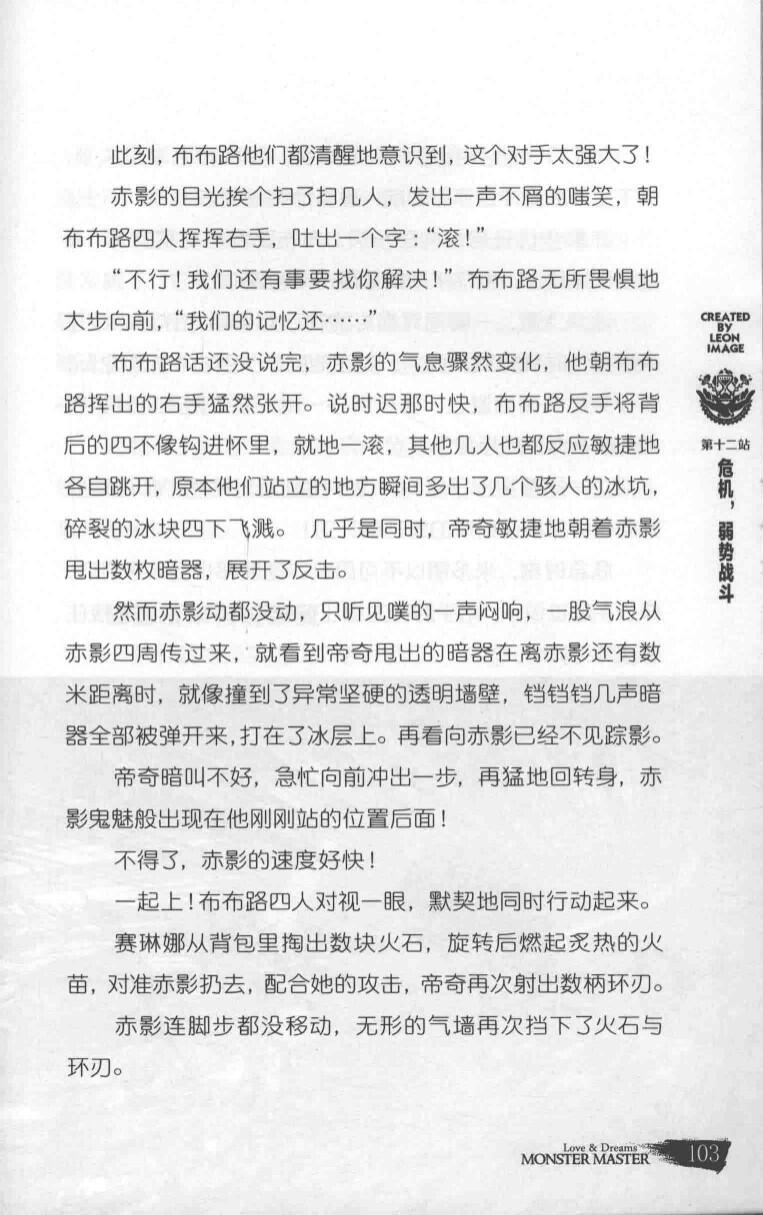 此刻，布布路他们都清醒地意识到，这个对手太强大了！
赤影的目光挨个扫了扫几人，发出一声不屑的嗤笑，朝
布布路四人挥挥右手，吐出一个字：“滚！”
“不行！我们还有事要找你解决！”布布路无所畏惧地
大步向前，“我们的记忆还……”
布布路话还没说完，赤影的气息骤然变化，他朝布布
路挥出的右手猛然张开。说时迟那时快，布布路反手将背
后的四不像钩进怀里，就地一滚，其他几人也都反应敏捷地
各自跳开，原本他们站立的地方瞬间多出了几个骇人的冰坑，
碎裂的冰块四下飞溅。几乎是同时，帝奇敏捷地朝着赤影
甩出数枚暗器，展开了反击。
然而赤影动都没动，只听见噗的一声闷响，一股气浪从
赤影四周传过来，就看到帝奇甩出的暗器在离赤影还有数
米距离时，就像撞到了异常坚硬的透明墙壁，铛铛铛几声暗
器全部被弹开来，打在了冰层上。再看向赤影已经不见踪影。
帝奇暗叫不好，急忙向前冲出一步，再猛地回转身，赤
影鬼魅般出现在他刚刚站的位置后面！
不得了，赤影的速度好快！
一起上！布布路四人对视一眼，默契地同时行动起来。
赛琳娜从背包里掏出数块火石，旋转后燃起炙热的火
苗，对准赤影扔去，配合她的攻击，帝奇再次射出数柄环刃。
赤影连脚步都没移动，无形的气墙再次挡下了火石与
环刃。
CREATED
BY
LEON
IMAGE
第十二站
危机，弱势战斗
Love & Dreams
MONSTER MASTER
103